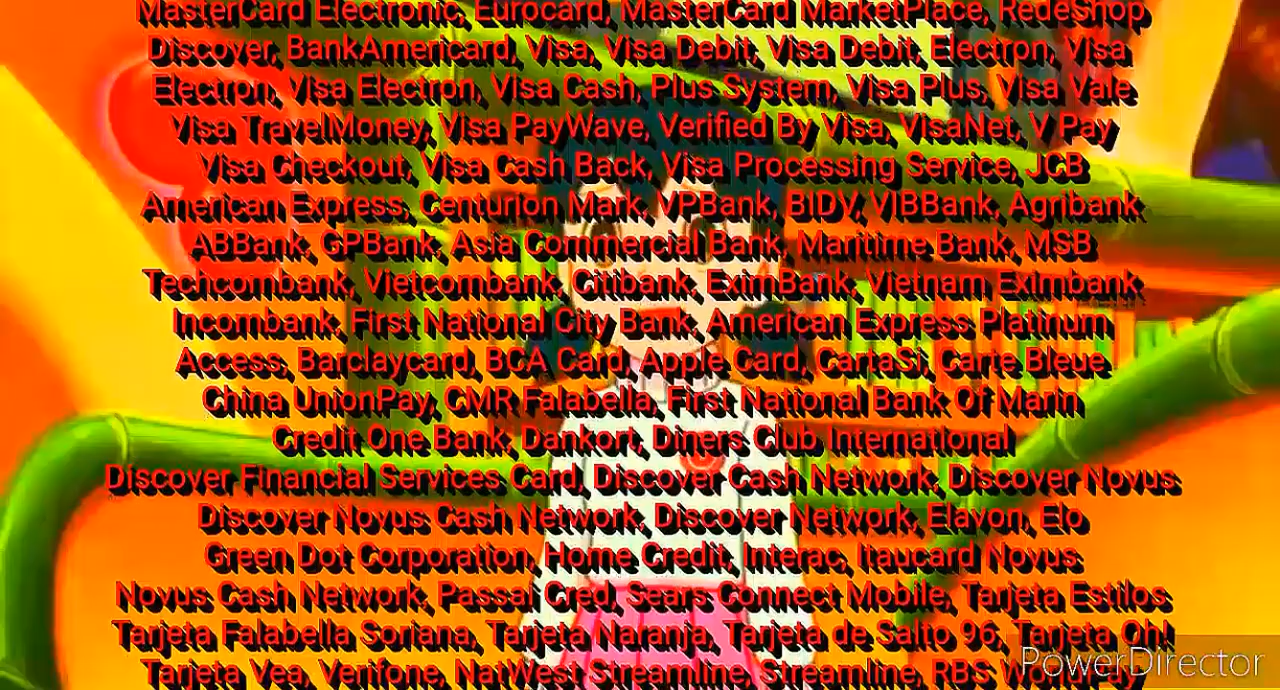 MasterCard Electronic, Eurocard, MasterCard MarketPlace, RedeShop
Discover, BankAmericard, Visa, Visa Debit, Visa Debit, Electron, Visa
Electron, Visa Electron, Visa Cash, Plus System, Visa Plus, Visa Vale
Visa TravelMoney, Visa PayWave, Verified By Visa, VisaNet, V Pay
Visa Checkout, Visa Cash Back, Visa Processing Service, JCB
American Express, Centurion Mark, VPBank, BIDV, VIBBank, Agribank
ABBank, GPBank, Asia Commercial Bank, Maritime Bank, MSB
Techcombank, Vietcombank, Citibank, EximBank, Vietnam Eximbank
Incombank, First National City Bank, American Express Platinum
Access, Barclaycard, BCA Card, Apple Card, CartaSi, Carte Bleue
China UnionPay, CMR Falabella, First National Bank Of Marin
Credit One Bank, Dankort, Diners Club International
Discover Financial Services Card, Discover Cash Network, Discover Novus
Discover Novus Cash Network, Discover Network, Elavon, Elo
Green Dot Corporation, Home Credit, Interac, Itaucard Novus
Novus Cash Network, Passai Cred, Sears Connect Mobile, Tarjeta Estilos
Tarjeta Falabella Soriana, Tarjeta Naranja, Tarjeta de Salto 96, Tarjeta Oh!
Tarjeta Vea, Verifone, NatWest Streamline, Streamline, RBS
PowerDirector